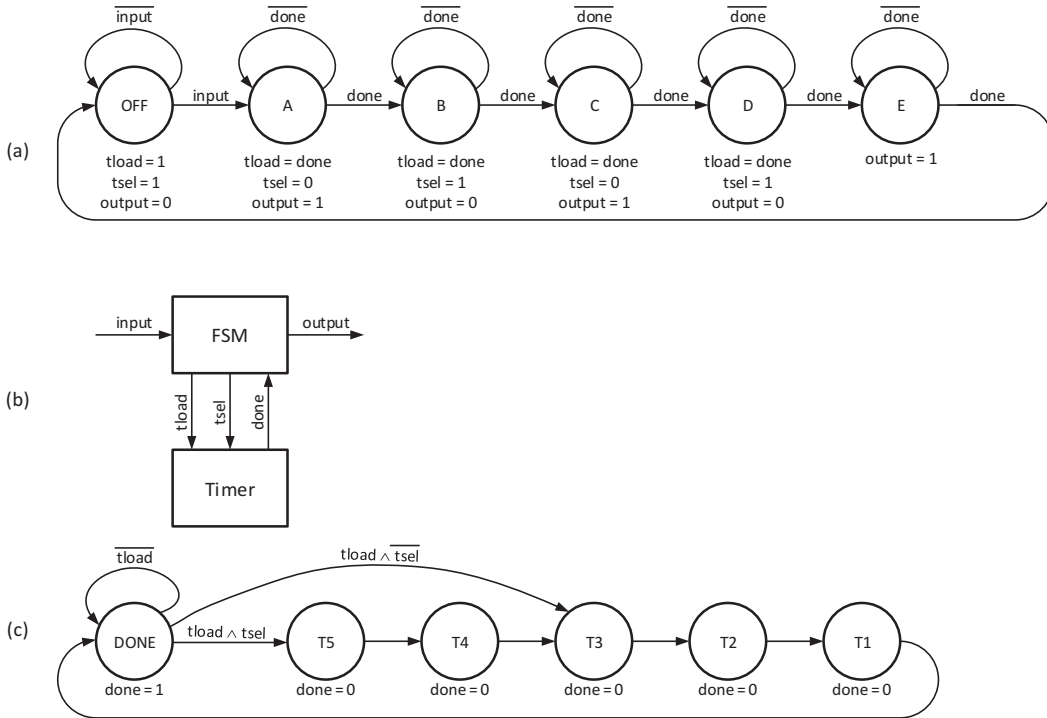 input done done done done done
OFF input A done B done C done D done E done
(a)
tload = 1 tload = done tload = done tload = done tload = done output = 1
tsel = 1 tsel = 0 tsel = 1 tsel = 0 tsel = 1
output = 0 output = 1 output = 0 output = 1 output = 0
input FSM output
(b)
tload tsel done
Timer
tload tload ∧ tsel
(c)
DONE tload ∧ tsel T5 T4 T3 T2 T1
done = 1 done = 0 done = 0 done = 0 done = 0 done = 0